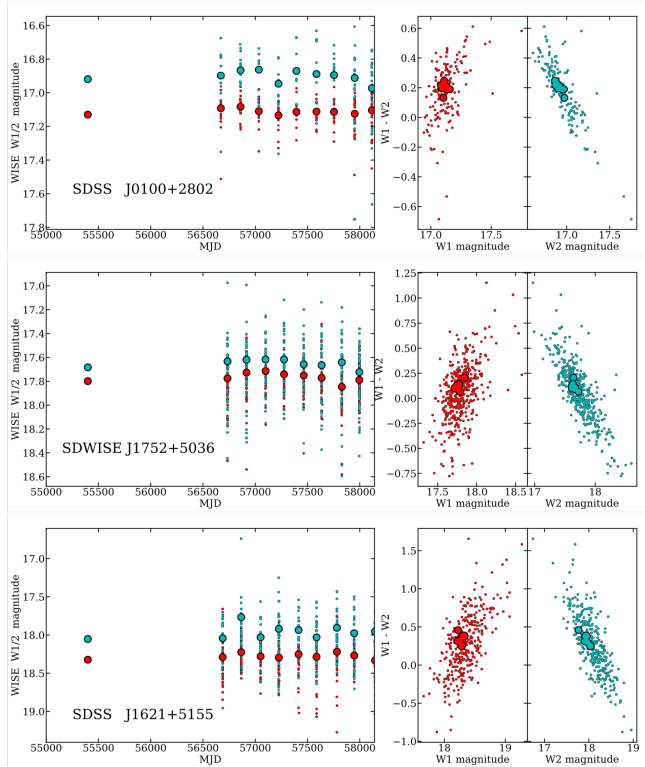 16.6
16.8
17.0
17.2
17.4
17.6
17.8
WISE W1/2 magnitude
SDSS J0100+2802
55000 55500 56000 56500 57000 57500 58000
MJD
0.6
0.4
0.2
0.0
−0.2
−0.4
−0.6
W1 - W2
17.0 17.5
W1 magnitude
17.0 17.5
W2 magnitude
17.0
17.2
17.4
17.6
17.8
18.0
18.2
18.4
18.6
WISE W1/2 magnitude
SDWISE J1752+5036
55000 55500 56000 56500 57000 57500 58000
MJD
1.25
1.00
0.75
0.50
0.25
0.00
−0.25
−0.50
−0.75
W1 - W2
17.5 18.0 18.5
W1 magnitude
17 18
W2 magnitude
17.0
17.5
18.0
18.5
19.0
WISE W1/2 magnitude
SDSS J1621+5155
55000 55500 56000 56500 57000 57500 58000
MJD
1.5
1.0
0.5
0.0
−0.5
−1.0
W1 - W2
18 19
W1 magnitude
17 18 19
W2 magnitude